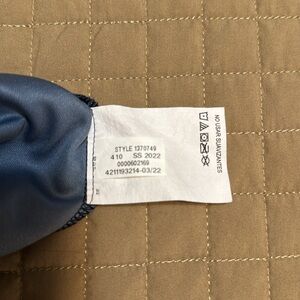 STYLE 1370749
410 SS 2022
0000602169
4211193214-03/22
NO USAR SUAVIZANTES